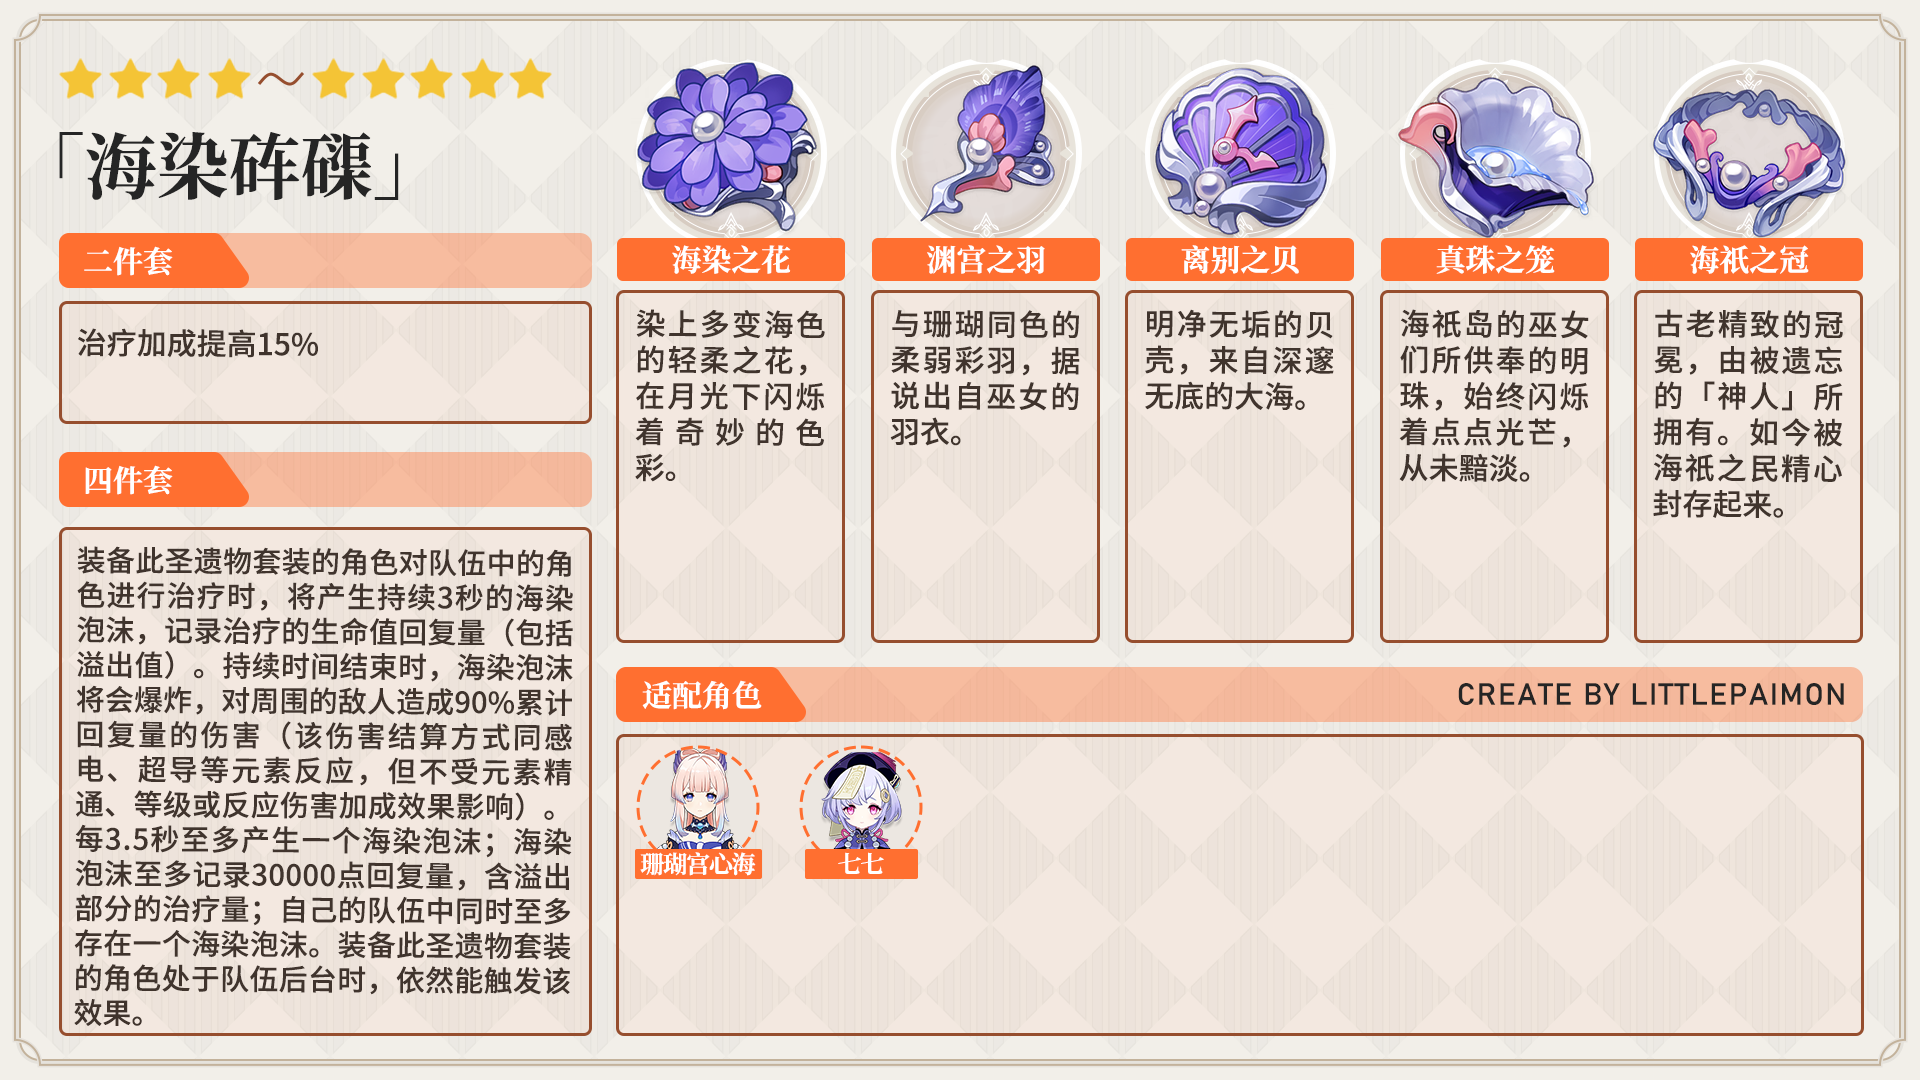 「海染砗磲」
二件套
治疗加成提高15%
四件套
装备此圣遗物套装的角色对队伍中的角
色进行治疗时，将产生持续3秒的海染
泡沫，记录治疗的生命值回复量（包括
溢出值）。持续时间结束时，海染泡沫
将会爆炸，对周围的敌人造成90%累计
回复量的伤害（该伤害结算方式同感
电、超导等元素反应，但不受元素精
通、等级或反应伤害加成效果影响）。
每3.5秒至多产生一个海染泡沫；海染
泡沫至多记录30000点回复量，含溢出
部分的治疗量；自己的队伍中同时至多
存在一个海染泡沫。装备此圣遗物套装
的角色处于队伍后台时，依然能触发该
效果。
海染之花
染上多变海色
的轻柔之花，
在月光下闪烁
着奇妙的色
彩。
渊宫之羽
与珊瑚同色的
柔弱彩羽，据
说出自巫女的
羽衣。
离别之贝
明净无垢的贝
壳，来自深邃
无底的大海。
真珠之笼
海祇岛的巫女
们所供奉的明
珠，始终闪烁
着点点光芒，
从未黯淡。
海祇之冠
古老精致的冠
冕，由被遗忘
的「神人」所
拥有。如今被
海祇之民精心
封存起来。
适配角色
CREATE BY LITTLEPAIMON
珊瑚宫心海
七七